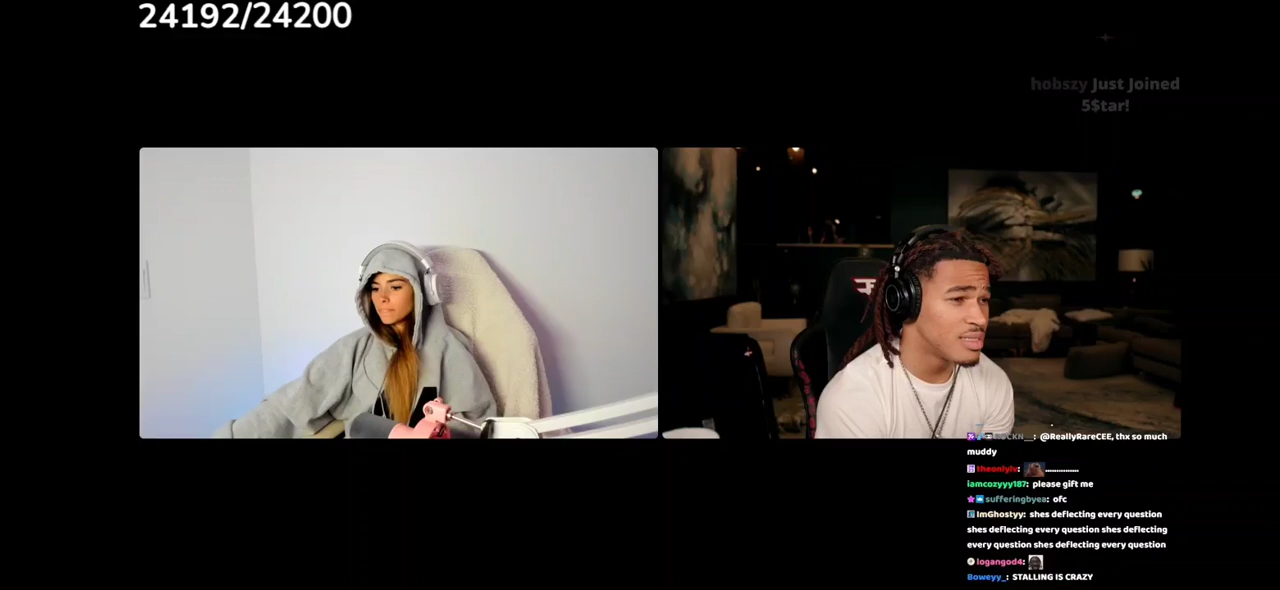 24192/24200
hobszy Just Joined
5$tar!
@ReallyRareCEE, thx so much
muddy
theonlylv: ...............
iamcozyyy187: please gift me
sufferingbyea: ofc
ImGhostyy: shes deflecting every question
shes deflecting every question shes deflecting
every question shes deflecting every question
logangod4:
Boweyy_: STALLING IS CRAZY